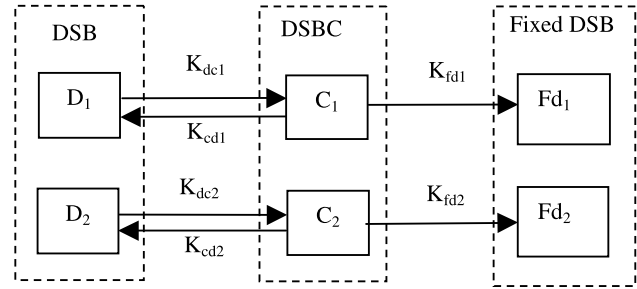 DSB
DSBC
Fixed DSB
K_dc1
K_fd1
D_1
C_1
Fd_1
K_cd1
K_dc2
K_fd2
D_2
C_2
Fd_2
K_cd2